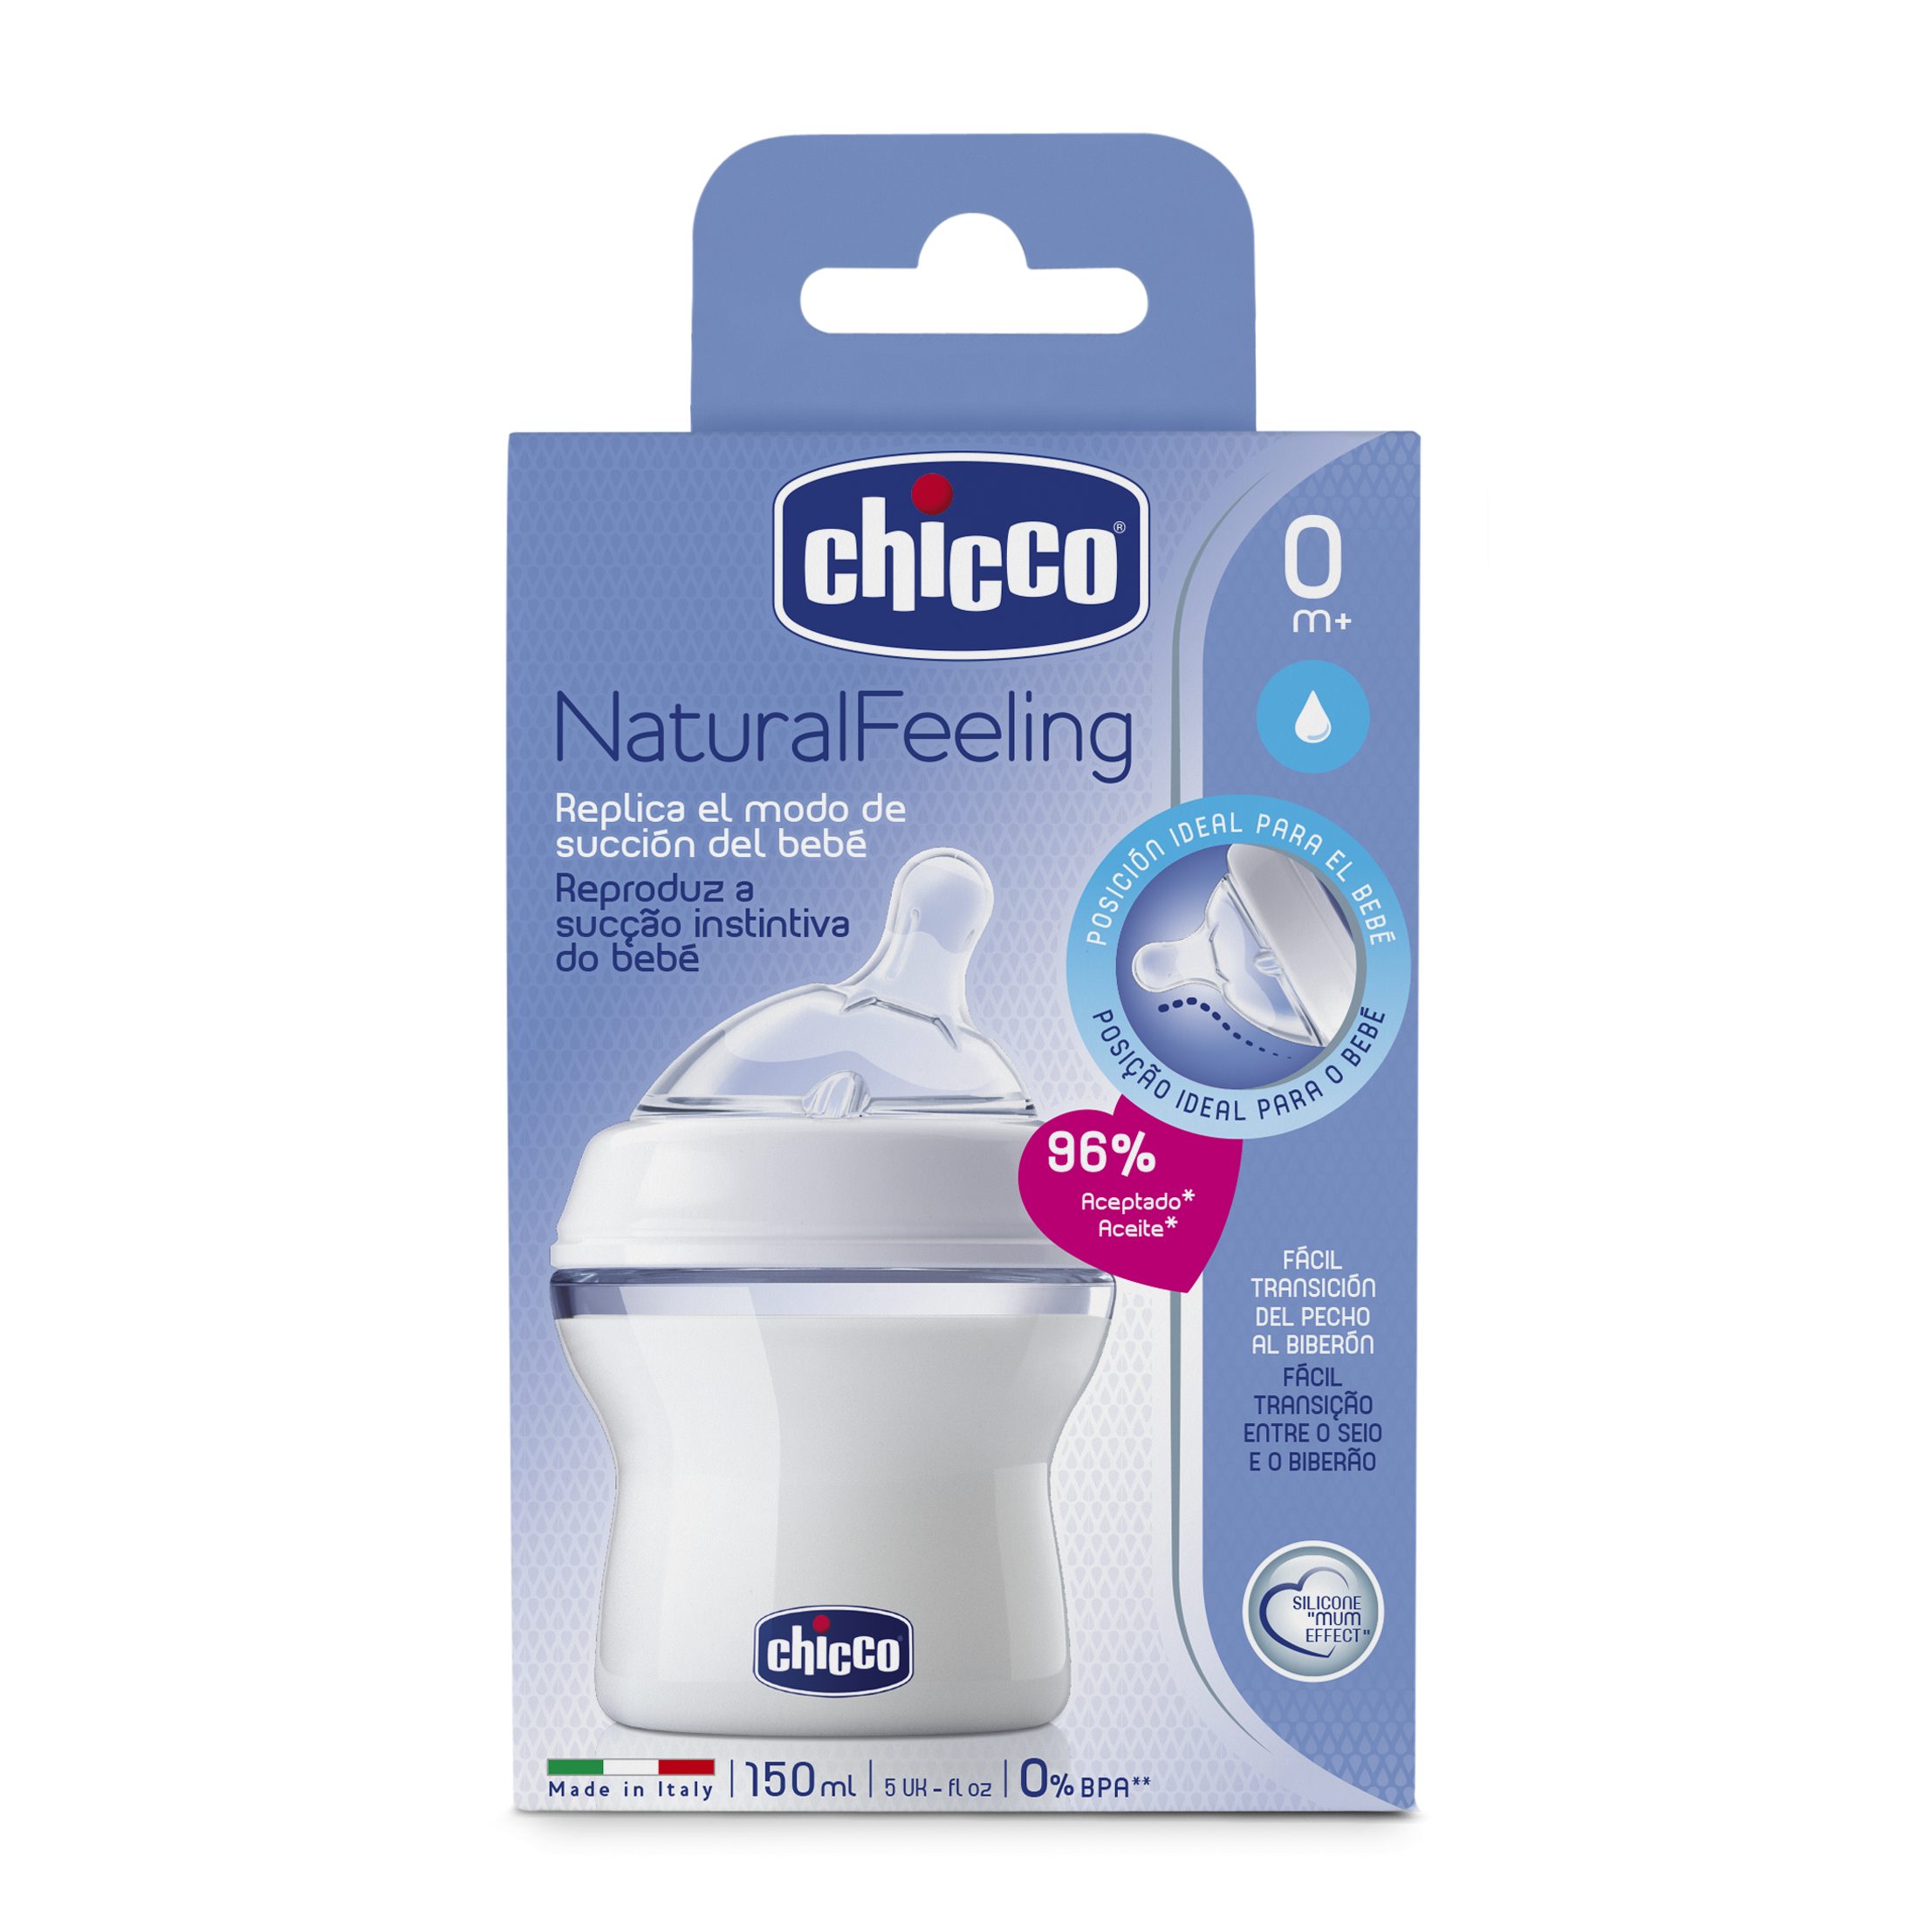 chicco®
0
m+
NaturalFeeling
Replica el modo de
succión del bebé
Reproduz a
sucção instintiva
do bebé
POSICIÓN IDEAL PARA EL BEBÉ
POSIÇÃO IDEAL PARA O BEBÉ
96%
Aceptado*
Aceite*
FÁCIL
TRANSICIÓN
DEL PECHO
AL BIBERÓN
FÁCIL
TRANSIÇÃO
ENTRE O SEIO
E O BIBERÃO
SILICONE
"MUM
EFFECT"
chicco
Made in Italy | 150 ml | 5 UK - fl oz | 0% BPA**